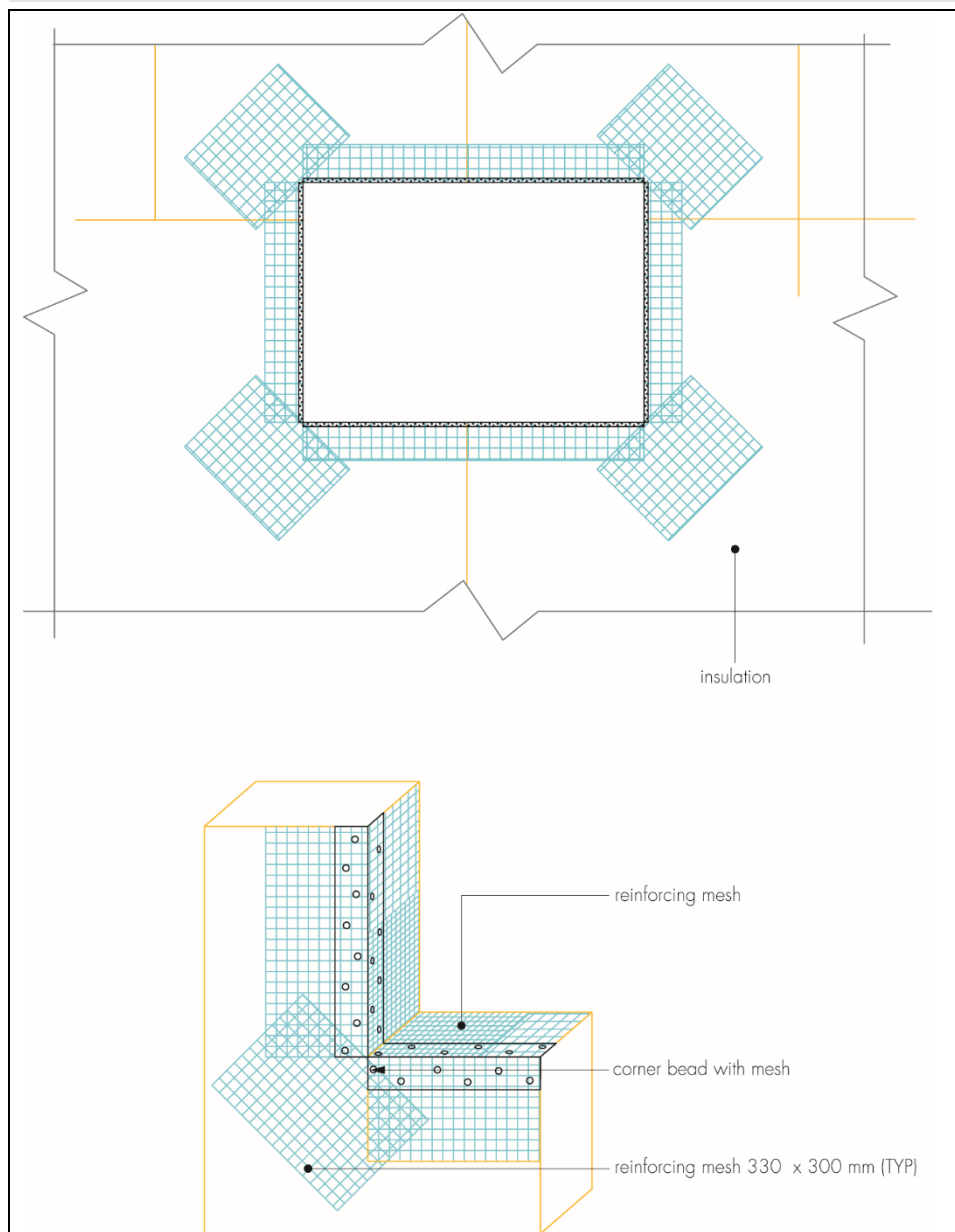 insulation
reinforcing mesh
corner bead with mesh
reinforcing mesh 330 x 300 mm (TYP)